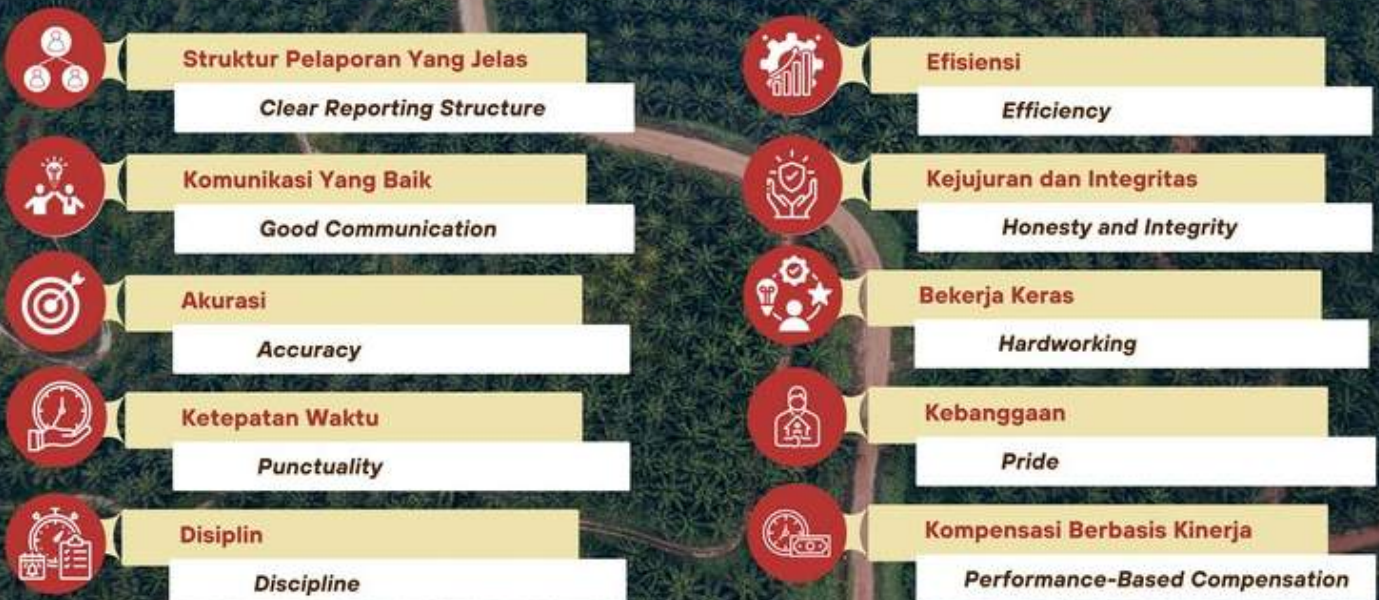 Struktur Pelaporan Yang Jelas
Clear Reporting Structure
Komunikasi Yang Baik
Good Communication
Akurasi
Accuracy
Ketepatan Waktu
Punctuality
Disiplin
Discipline
Efisiensi
Efficiency
Kejujuran dan Integritas
Honesty and Integrity
Bekerja Keras
Hardworking
Kebanggaan
Pride
Kompensasi Berbasis Kinerja
Performance-Based Compensation